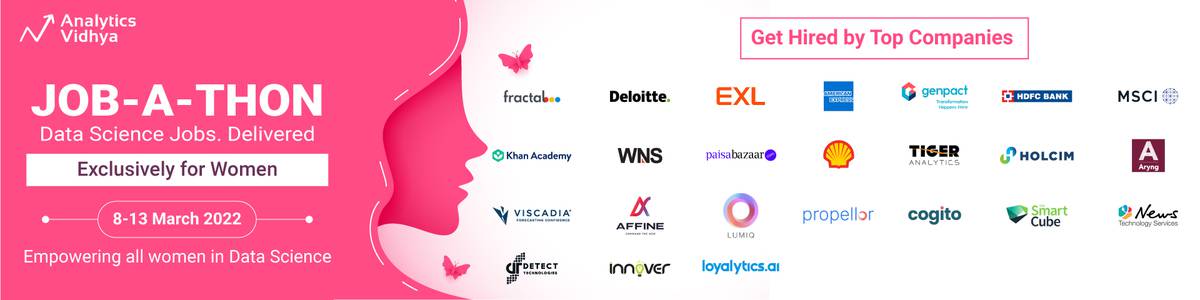 Analytics
Vidhya
JOB-A-THON
Data Science Jobs. Delivered
Exclusively for Women
8-13 March 2022
Empowering all women in Data Science
Get Hired by Top Companies
fractal
Deloitte.
EXL
AMERICAN
EXPRESS
genpact
Transformation
Happens Here
HDFC BANK
MSCI
Khan Academy
WNS
paisabazaar
TIGER
ANALYTICS
HOLCIM
A
Aryng
VISCADIA
FORECASTING CONFIDENCE
AFFINE
LUMIQ
propellor
cogito
The
Smart
Cube
News
Technology Services
DETECT
TECHNOLOGIES
innover
loyalytics.ai